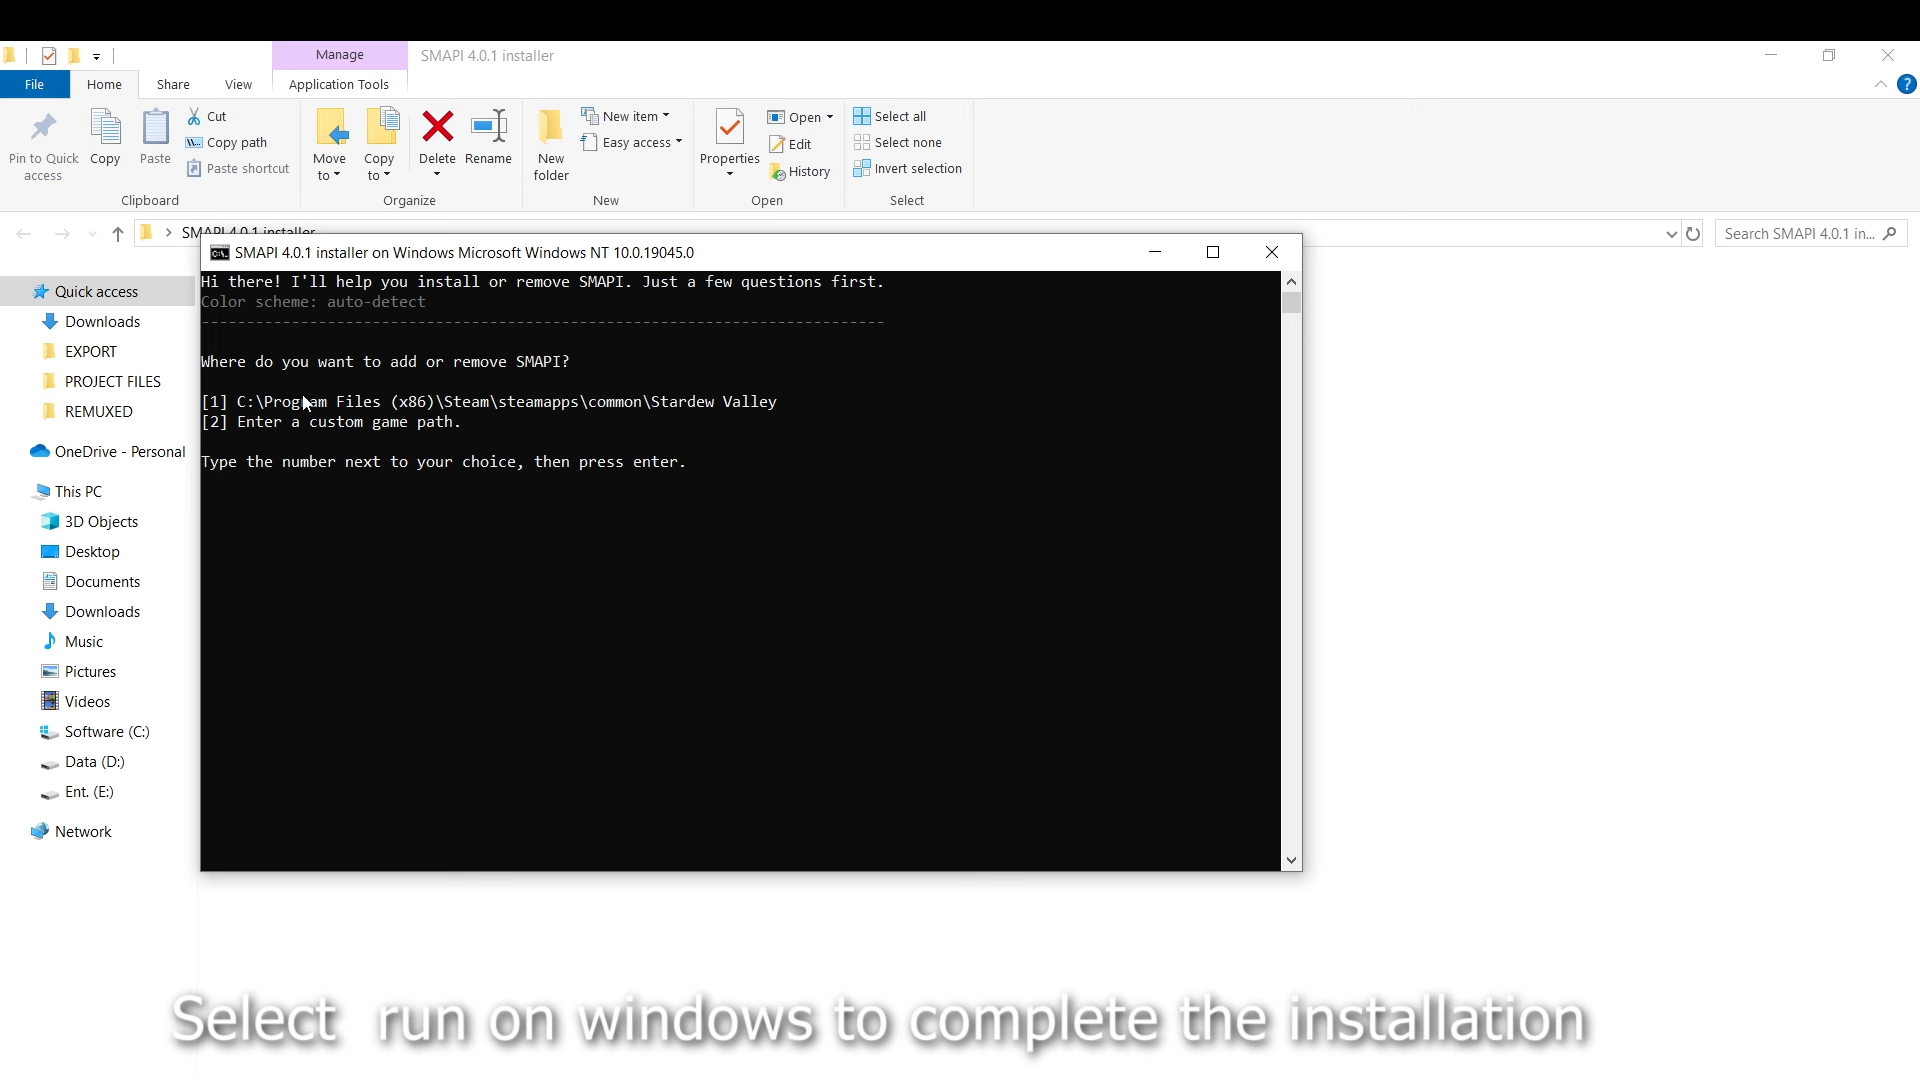 Manage
SMAPI 4.0.1 installer
File
Home
Share
View
Application Tools
?
Pin to Quick
access
Copy
Paste
Cut
Copy path
Paste shortcut
Clipboard
Move
to
Copy
to
Delete
Rename
Organize
New
folder
New item
Easy access
New
Properties
Open
Edit
History
Open
Select all
Select none
Invert selection
Select
SMAPI 4.0.1 installer
Search SMAPI 4.0.1 in...
Quick access
Downloads
EXPORT
PROJECT FILES
REMUXED
OneDrive - Personal
This PC
3D Objects
Desktop
Documents
Downloads
Music
Pictures
Videos
Software (C:)
Data (D:)
Ent. (E:)
Network
SMAPI 4.0.1 installer on Windows Microsoft Windows NT 10.0.19045.0
Hi there! I'll help you install or remove SMAPI. Just a few questions first.
Color scheme: auto-detect
----------------------------------------------------------------------------
Where do you want to add or remove SMAPI?
[1] C:\Program Files (x86)\Steam\steamapps\common\Stardew Valley
[2] Enter a custom game path.
Type the number next to your choice, then press enter.
Select run on windows to complete the installation